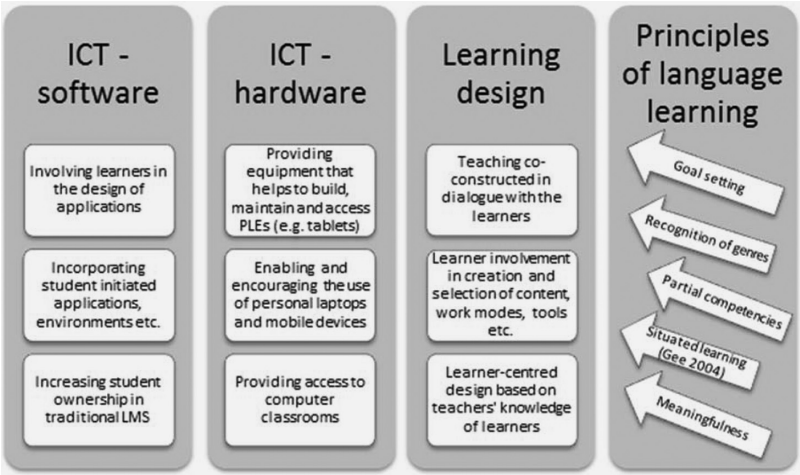 ICT -
software
Involving learners in
the design of
applications
Incorporating
student initiated
applications,
environments etc.
Increasing student
ownership in
traditional LMS
ICT -
hardware
Providing
equipment that
helps to build,
maintain and access
PLEs (e.g. tablets)
Enabling and
encouraging the use
of personal laptops
and mobile devices
Providing access to
computer
classrooms
Learning
design
Teaching co-
constructed in
dialogue with the
learners
Learner involvement
in creation and
selection of content,
work modes, tools
etc.
Learner-centred
design based on
teachers' knowledge
of learners
Principles
of language
learning
Goal setting
Recognition of genres
Partial competencies
Situated learning
(Gee 2004)
Meaningfulness